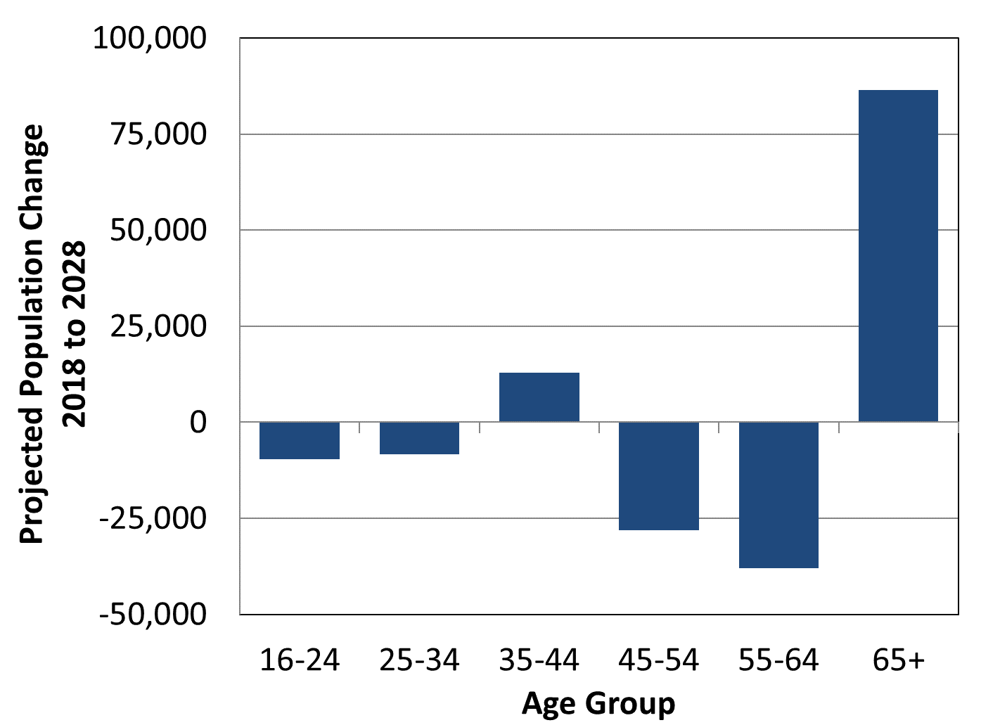 Projected Population Change
2018 to 2028
100,000
75,000
50,000
25,000
0
-25,000
-50,000
16-24 25-34 35-44 45-54 55-64 65+
Age Group